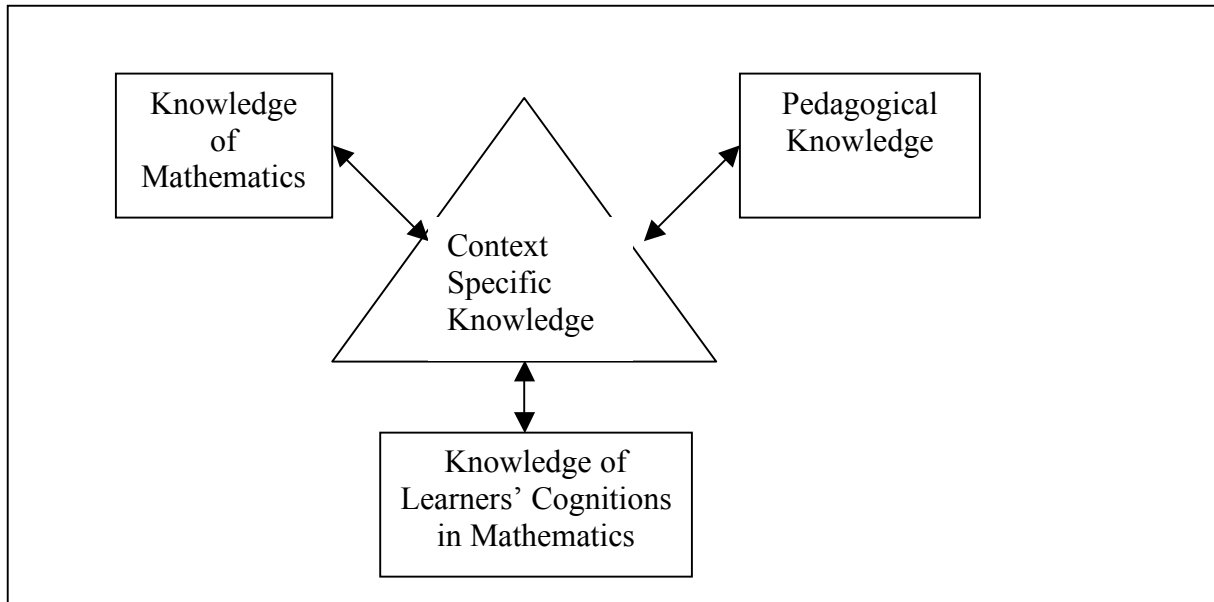 Knowledge
of
Mathematics
Pedagogical
Knowledge
Context
Specific
Knowledge
Knowledge of
Learners’ Cognitions
in Mathematics